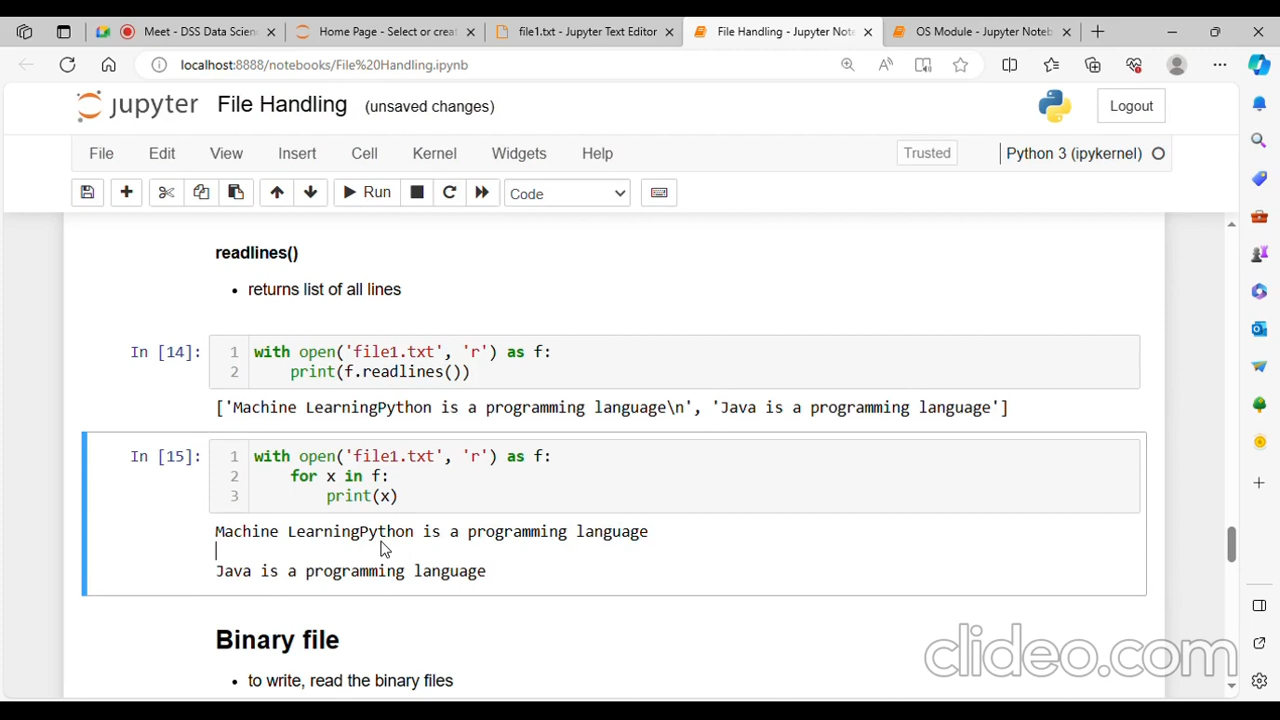 Meet - DSS Data Scien
Home Page - Select or crea
file1.txt - Jupyter Text Editor
File Handling - Jupyter Note
OS Module - Jupyter Noteb
localhost:8888/notebooks/File%20Handling.ipynb
jupyter File Handling (unsaved changes)
Logout
File Edit View Insert Cell Kernel Widgets Help
Trusted
Python 3 (ipykernel)
Run
Code
readlines()
• returns list of all lines
In [14]:
1 with open('file1.txt', 'r') as f:
2     print(f.readlines())
['Machine LearningPython is a programming language\n', 'Java is a programming language']
In [15]:
1 with open('file1.txt', 'r') as f:
2     for x in f:
3         print(x)
Machine LearningPython is a programming language
Java is a programming language
Binary file
• to write, read the binary files
clideo.com